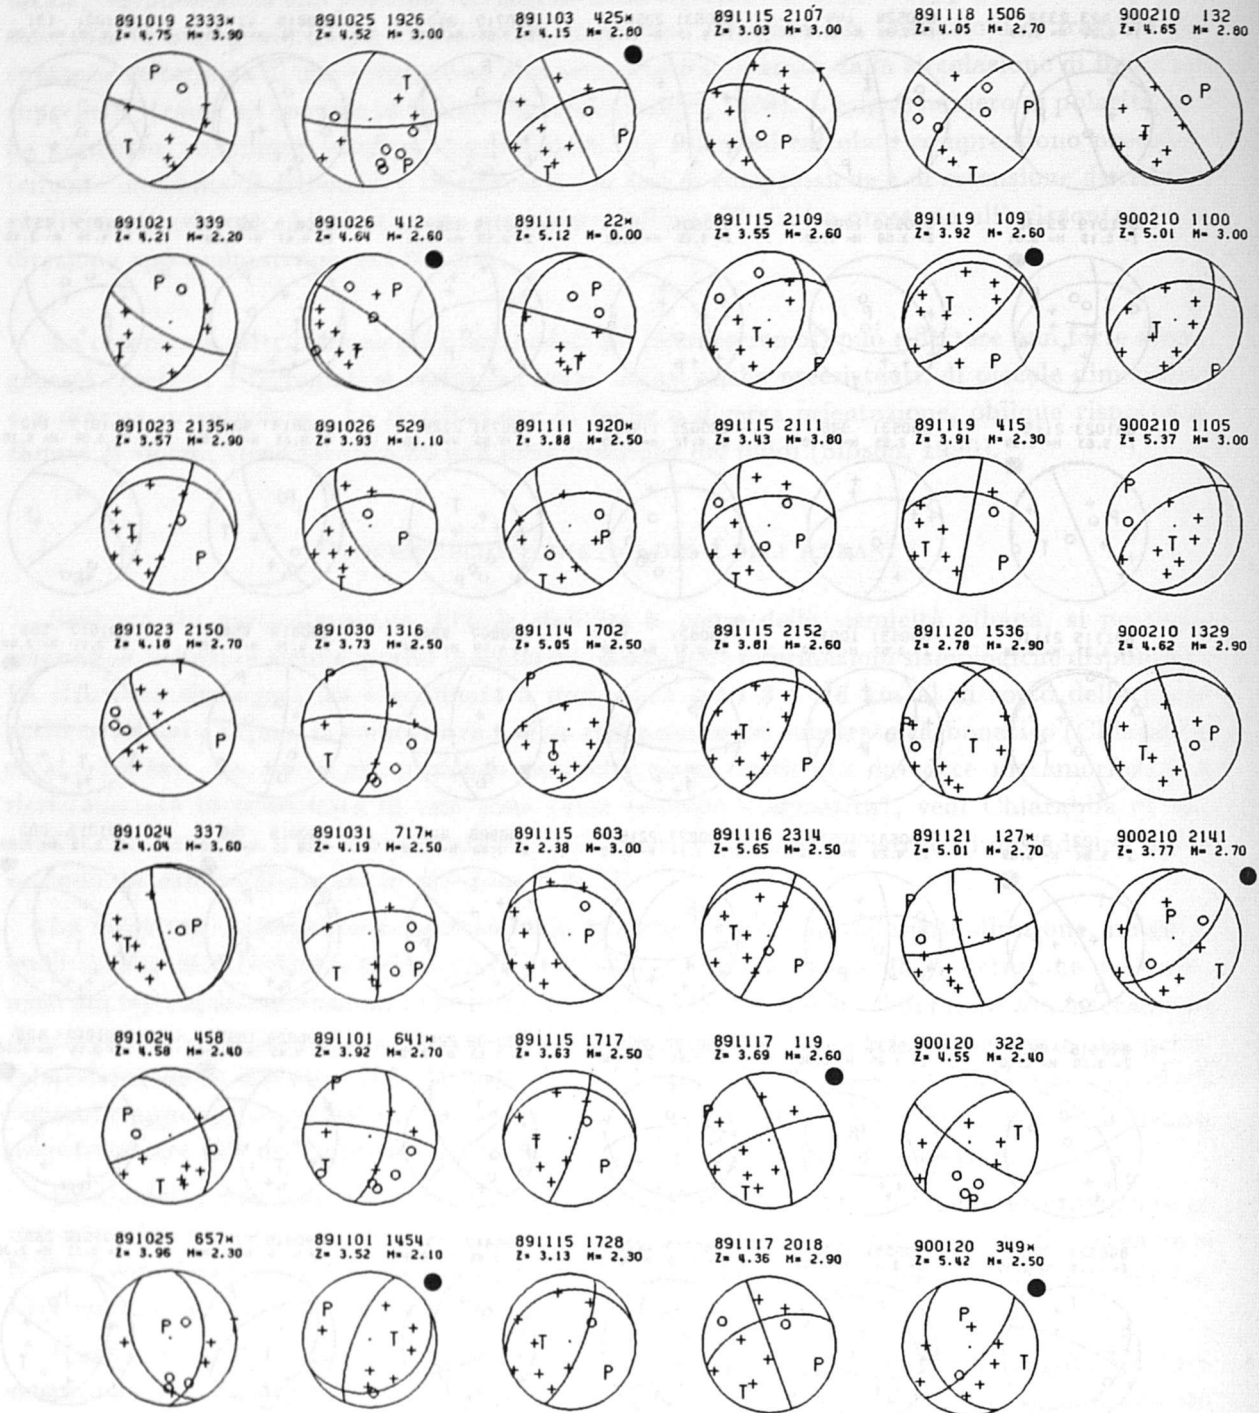 891019 2333* 891025 1926 891103 425* 891115 2107 891118 1506 900210 132
Z= 4.75 M= 3.90 Z= 4.52 M= 3.00 Z= 4.15 M= 2.80 Z= 3.03 M= 3.00 Z= 4.05 M= 2.70 Z= 4.65 M= 2.80
P T T P T P T P P T P T
891021 339 891026 412 891111 22* 891115 2109 891119 109 900210 1100
Z= 4.21 M= 2.20 Z= 4.64 M= 2.60 Z= 5.12 M= 0.00 Z= 3.55 M= 2.60 Z= 3.92 M= 2.60 Z= 5.01 M= 3.00
P T P T P T T P T P T P
891023 2135* 891026 529 891111 1920* 891115 2111 891119 415 900210 1105
Z= 3.57 M= 2.90 Z= 3.93 M= 1.10 Z= 3.88 M= 2.50 Z= 3.43 M= 3.80 Z= 3.91 M= 2.30 Z= 5.37 M= 3.00
T P P T P T P T T P P T
891023 2150 891030 1316 891114 1702 891115 2152 891120 1536 900210 1329
Z= 4.18 M= 2.70 Z= 3.73 M= 2.50 Z= 5.05 M= 2.50 Z= 3.81 M= 2.60 Z= 2.78 M= 2.90 Z= 4.62 M= 2.90
T P P T P T T P P T T P
891024 337 891031 717* 891115 603 891116 2314 891121 127* 900210 2141
Z= 4.04 M= 3.60 Z= 4.19 M= 2.50 Z= 2.38 M= 3.00 Z= 5.65 M= 2.50 Z= 5.01 M= 2.70 Z= 3.77 M= 2.70
P T T P P T T P P T P T
891024 458 891101 641* 891115 1717 891117 119 900120 322
Z= 4.58 M= 2.40 Z= 3.92 M= 2.70 Z= 3.63 M= 2.50 Z= 3.69 M= 2.60 Z= 4.55 M= 2.40
P T P T T P P T T P
891025 657* 891101 1454 891115 1728 891117 2018 900120 349*
Z= 3.96 M= 2.30 Z= 3.52 M= 2.10 Z= 3.13 M= 2.30 Z= 4.36 M= 2.90 Z= 5.42 M= 2.50
P T P T T P P T P T